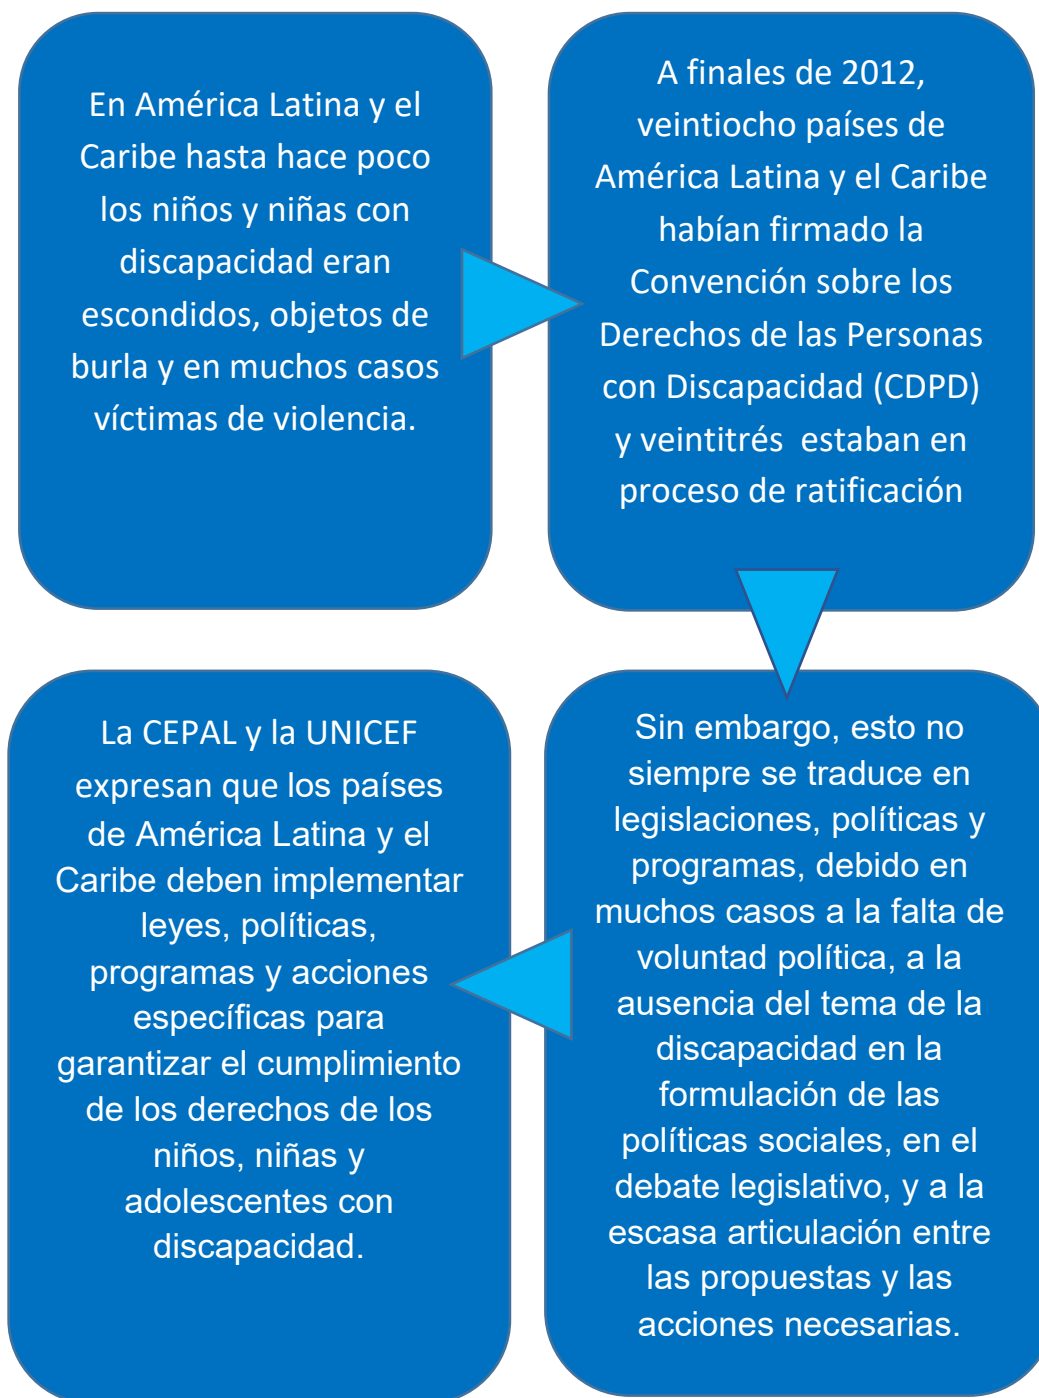 En América Latina y el
Caribe hasta hace poco
los niños y niñas con
discapacidad eran
escondidos, objetos de
burla y en muchos casos
víctimas de violencia.
A finales de 2012,
veintiocho países de
América Latina y el Caribe
habían firmado la
Convención sobre los
Derechos de las Personas
con Discapacidad (CDPD)
y veintitrés  estaban en
proceso de ratificación
Sin embargo, esto no
siempre se traduce en
legislaciones, políticas y
programas, debido en
muchos casos a la falta de
voluntad política, a la
ausencia del tema de la
discapacidad en la
formulación de las
políticas sociales, en el
debate legislativo, y a la
escasa articulación entre
las propuestas y las
acciones necesarias.
La CEPAL y la UNICEF
expresan que los países
de América Latina y el
Caribe deben implementar
leyes, políticas,
programas y acciones
específicas para
garantizar el cumplimiento
de los derechos de los
niños, niñas y
adolescentes con
discapacidad.